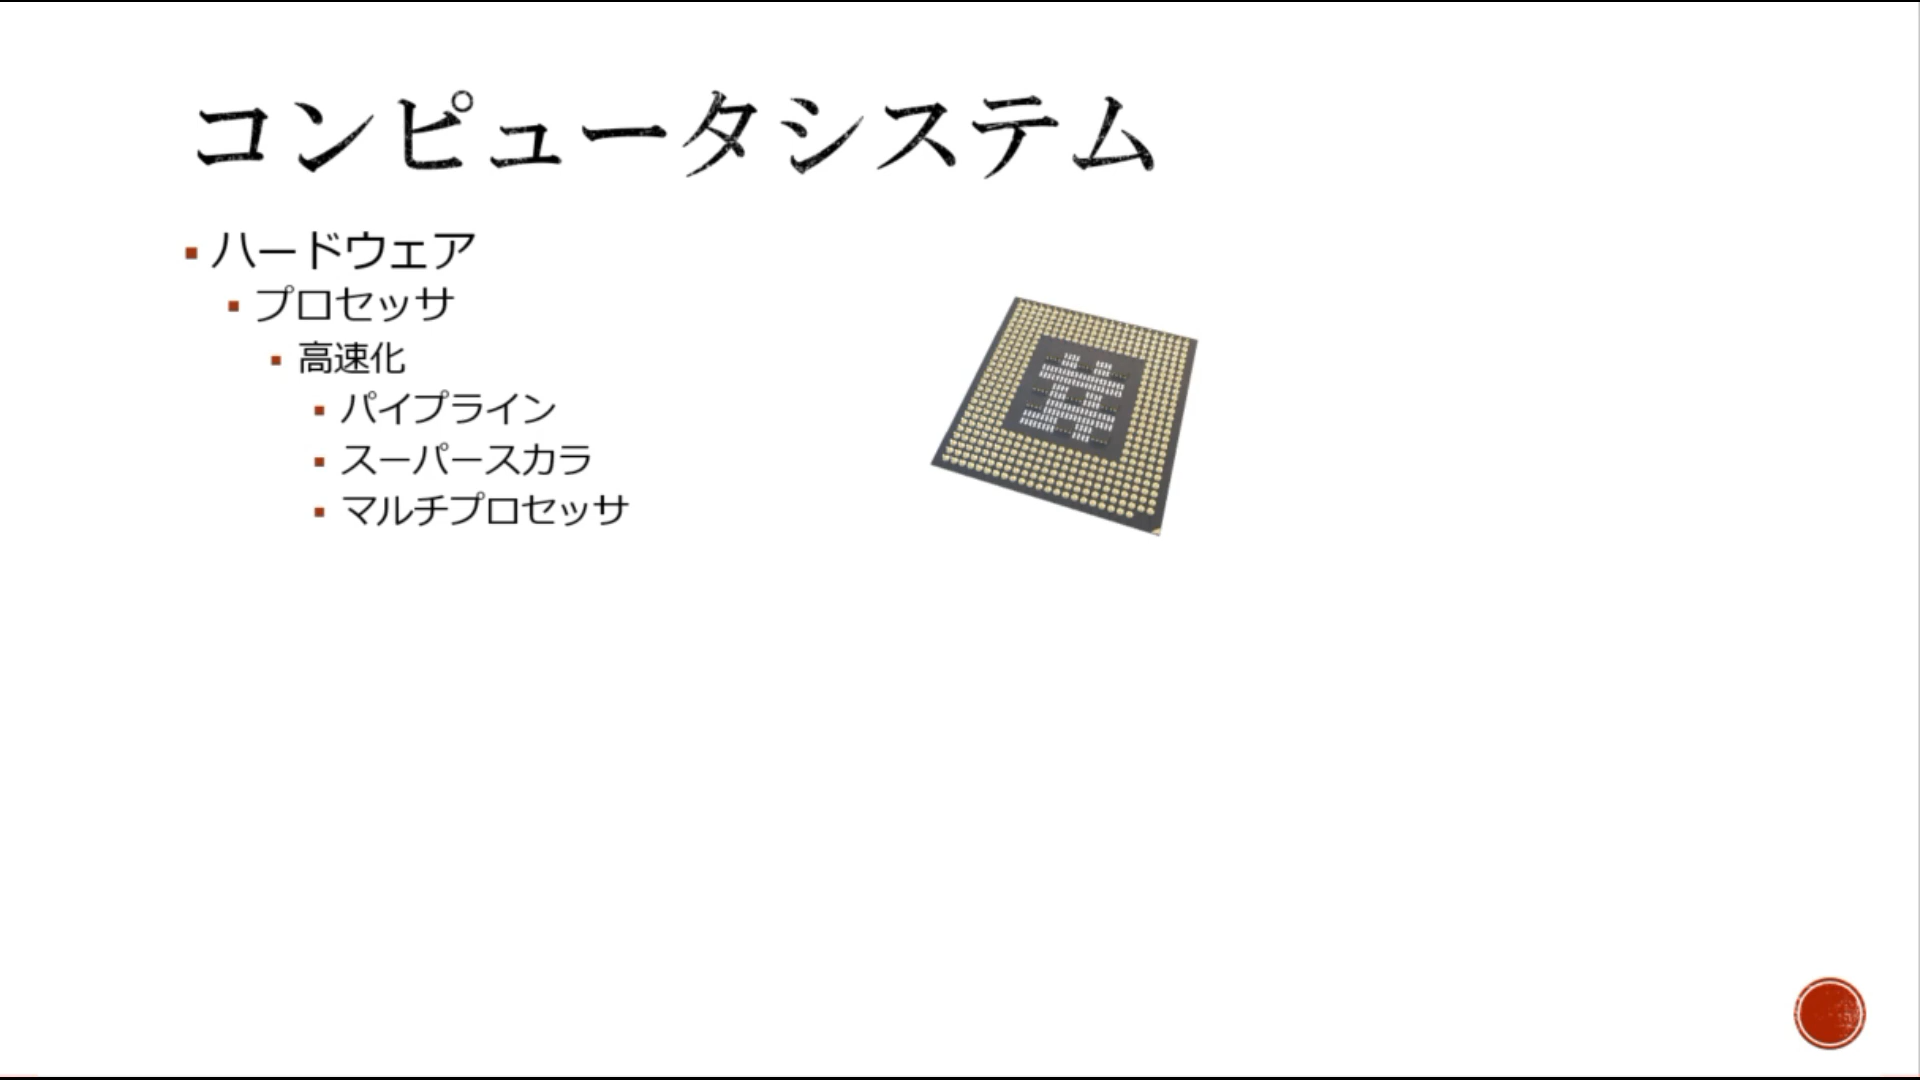 コンピュータシステム
ハードウェア
プロセッサ
高速化
パイプライン
スーパースカラ
マルチプロセッサ